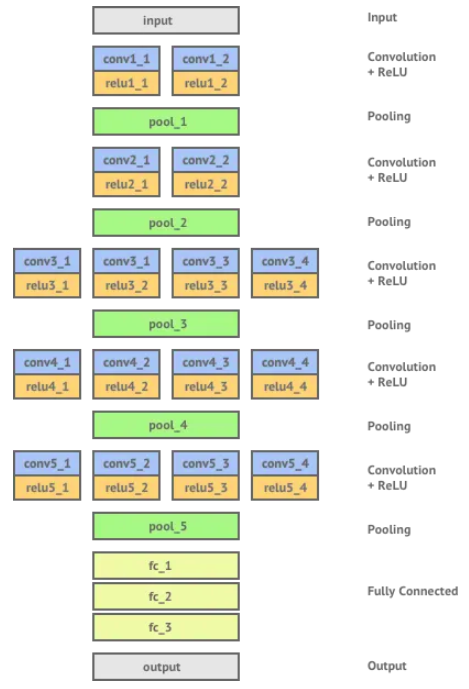 input
Input
conv1_1 conv1_2
relu1_1 relu1_2
Convolution
+ ReLU
pool_1
Pooling
conv2_1 conv2_2
relu2_1 relu2_2
Convolution
+ ReLU
pool_2
Pooling
conv3_1 conv3_1 conv3_3 conv3_4
relu3_1 relu3_2 relu3_3 relu3_4
Convolution
+ ReLU
pool_3
Pooling
conv4_1 conv4_2 conv4_3 conv4_4
relu4_1 relu4_2 relu4_3 relu4_4
Convolution
+ ReLU
pool_4
Pooling
conv5_1 conv5_2 conv5_3 conv5_4
relu5_1 relu5_2 relu5_3 relu5_4
Convolution
+ ReLU
pool_5
Pooling
fc_1
fc_2
fc_3
Fully Connected
output
Output